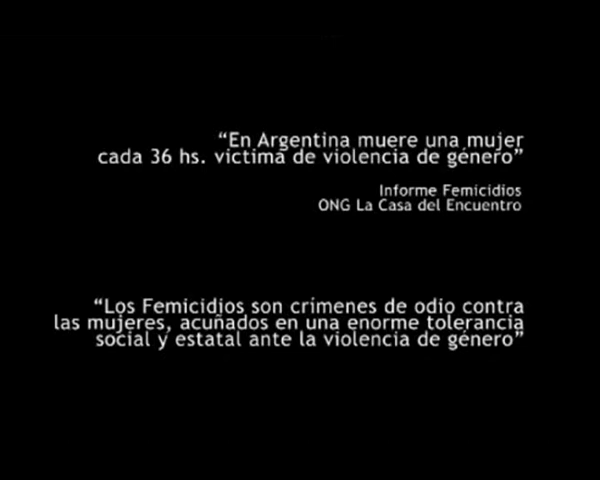 “En Argentina muere una mujer
cada 36 hs. víctima de violencia de género”
Informe Femicidios
ONG La Casa del Encuentro
“Los Femicidios son crímenes de odio contra
las mujeres, acuñados en una enorme tolerancia
social y estatal ante la violencia de género”